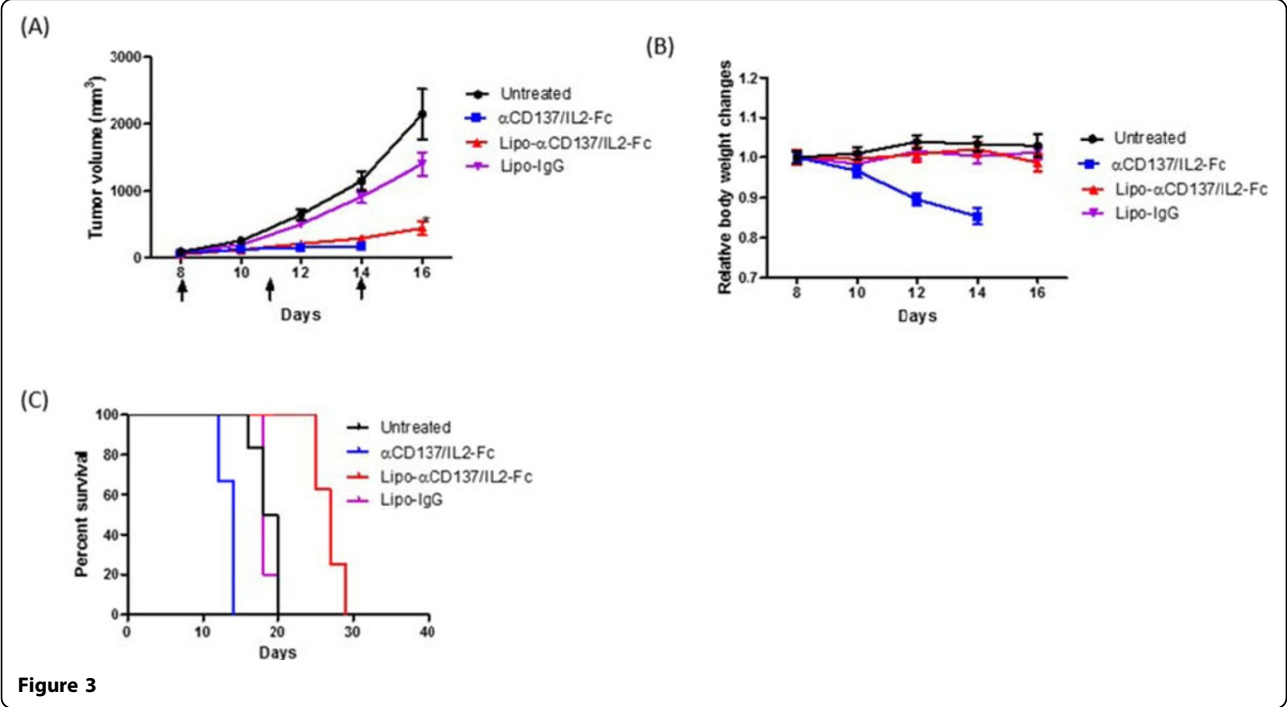 (A)
3000
2000
1000
0
Tumor volume (mm³)
8 10 12 14 16
Days
Untreated
αCD137/IL2-Fc
Lipo-αCD137/IL2-Fc
Lipo-IgG
(B)
1.2
1.1
1.0
0.9
0.8
0.7
Relative body weight changes
8 10 12 14 16
Days
Untreated
αCD137/IL2-Fc
Lipo-αCD137/IL2-Fc
Lipo-IgG
(C)
100
80
60
40
20
0
Percent survival
0 10 20 30 40
Days
Untreated
αCD137/IL2-Fc
Lipo-αCD137/IL2-Fc
Lipo-IgG
Figure 3